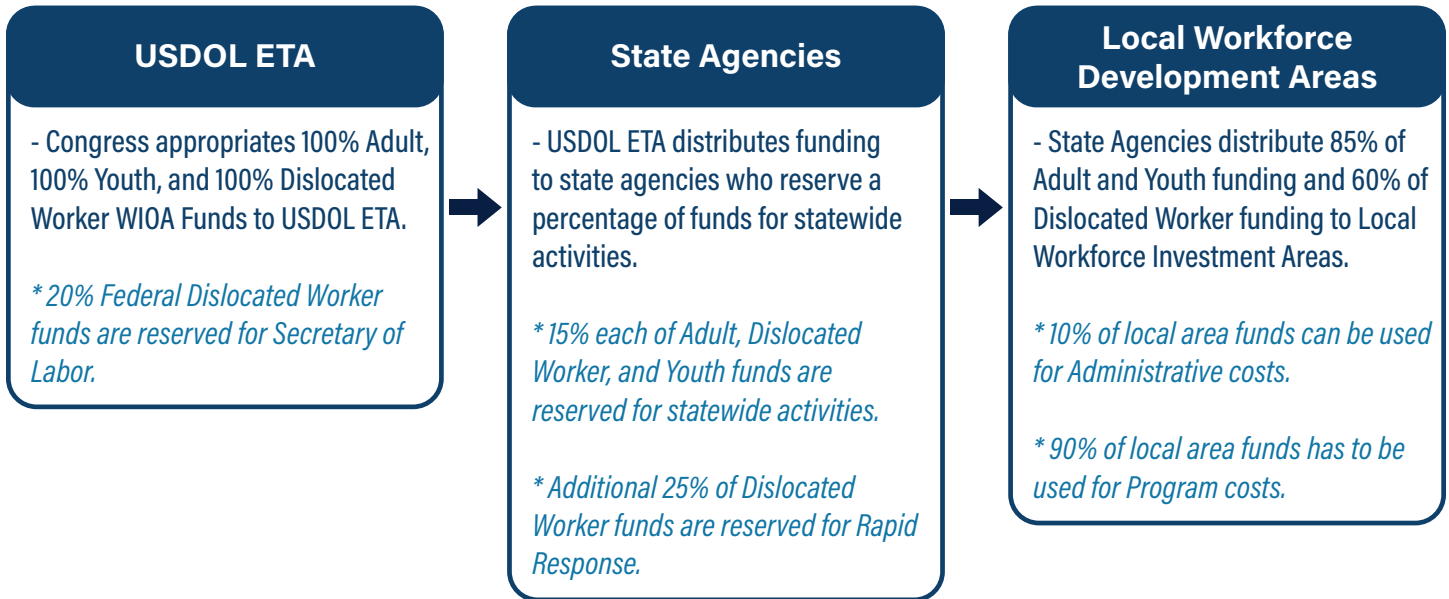 USDOL ETA
- Congress appropriates 100% Adult,
100% Youth, and 100% Dislocated
Worker WIOA Funds to USDOL ETA.
* 20% Federal Dislocated Worker
funds are reserved for Secretary of
Labor.
State Agencies
- USDOL ETA distributes funding
to state agencies who reserve a
percentage of funds for statewide
activities.
* 15% each of Adult, Dislocated
Worker, and Youth funds are
reserved for statewide activities.
* Additional 25% of Dislocated
Worker funds are reserved for Rapid
Response.
Local Workforce
Development Areas
- State Agencies distribute 85% of
Adult and Youth funding and 60% of
Dislocated Worker funding to Local
Workforce Investment Areas.
* 10% of local area funds can be used
for Administrative costs.
* 90% of local area funds has to be
used for Program costs.